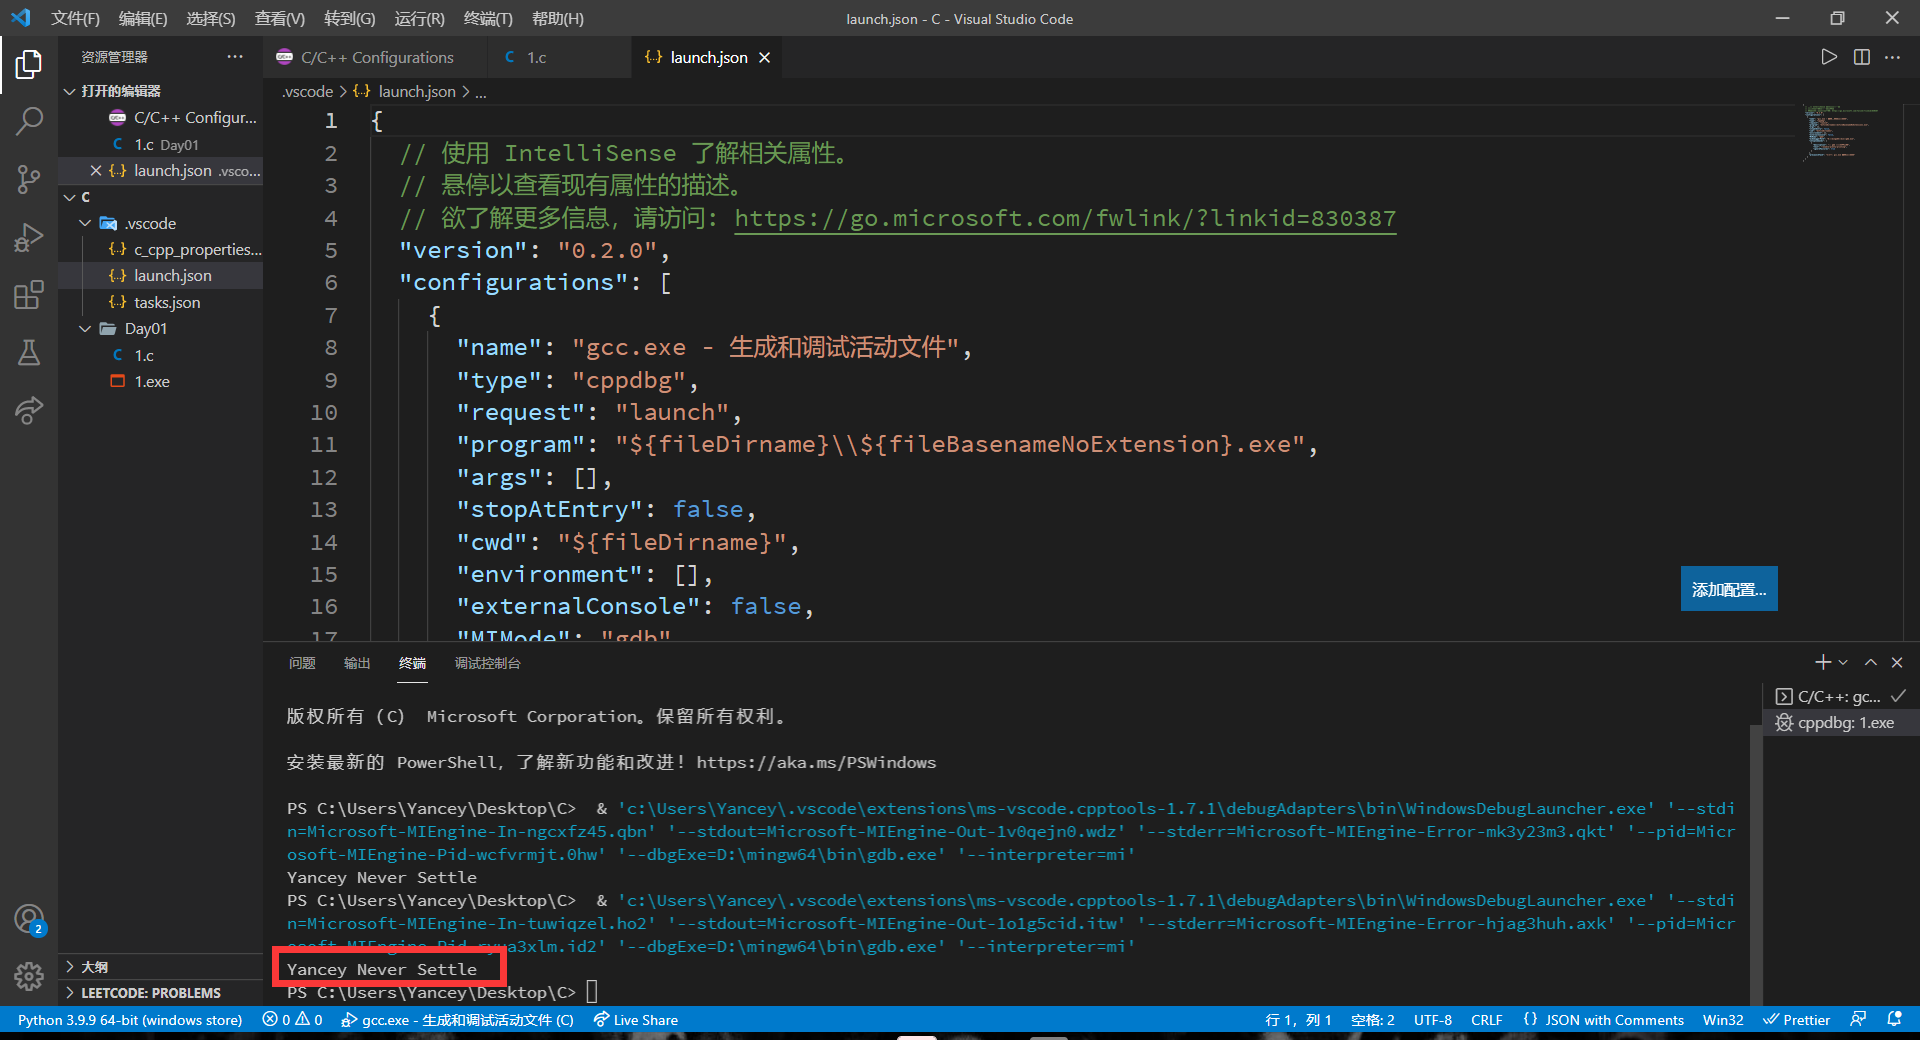 文件(F) 编辑(E) 选择(S) 查看(V) 转到(G) 运行(R) 终端(T) 帮助(H)
launch.json - C - Visual Studio Code
资源管理器
打开的编辑器
C/C++ Configur...
1.c Day01
launch.json .vsco...
C
.vscode
c_cpp_properties...
launch.json
tasks.json
Day01
1.c
1.exe
大纲
LEETCODE: PROBLEMS
C/C++ Configurations
1.c
launch.json
.vscode > launch.json > ...
1 {
2 // 使用 IntelliSense 了解相关属性。
3 // 悬停以查看现有属性的描述。
4 // 欲了解更多信息，请访问: https://go.microsoft.com/fwlink/?linkid=830387
5 "version": "0.2.0",
6 "configurations": [
7 {
8 "name": "gcc.exe - 生成和调试活动文件",
9 "type": "cppdbg",
10 "request": "launch",
11 "program": "${fileDirname}\\${fileBasenameNoExtension}.exe",
12 "args": [],
13 "stopAtEntry": false,
14 "cwd": "${fileDirname}",
15 "environment": [],
16 "externalConsole": false,
17 "MIMode": "gdb"
添加配置...
问题 输出 终端 调试控制台
C/C++: gc...
cppdbg: 1.exe
版权所有 (C) Microsoft Corporation。保留所有权利。
安装最新的 PowerShell，了解新功能和改进！https://aka.ms/PSWindows
PS C:\Users\Yancey\Desktop\C>  & 'c:\Users\Yancey\.vscode\extensions\ms-vscode.cpptools-1.7.1\debugAdapters\bin\WindowsDebugLauncher.exe' '--stdi
n=Microsoft-MIEngine-In-ngcxfz45.qbn' '--stdout=Microsoft-MIEngine-Out-1v0qejn0.wdz' '--stderr=Microsoft-MIEngine-Error-mk3y23m3.qkt' '--pid=Micr
osoft-MIEngine-Pid-wcfvrmjt.0hw' '--dbgExe=D:\mingw64\bin\gdb.exe' '--interpreter=mi'
Yancey Never Settle
PS C:\Users\Yancey\Desktop\C>  & 'c:\Users\Yancey\.vscode\extensions\ms-vscode.cpptools-1.7.1\debugAdapters\bin\WindowsDebugLauncher.exe' '--stdi
n=Microsoft-MIEngine-In-tuwiqzel.ho2' '--stdout=Microsoft-MIEngine-Out-1o1g5cid.itw' '--stderr=Microsoft-MIEngine-Error-hjag3huh.axk' '--pid=Micr
'--dbgExe=D:\mingw64\bin\gdb.exe' '--interpreter=mi'
Yancey Never Settle
PS C:\Users\Yancey\Desktop\C>
2
Python 3.9.9 64-bit (windows store) 0 0 gcc.exe - 生成和调试活动文件 (C) Live Share 行 1，列 1 空格: 2 UTF-8 CRLF {} JSON with Comments Win32 Prettier